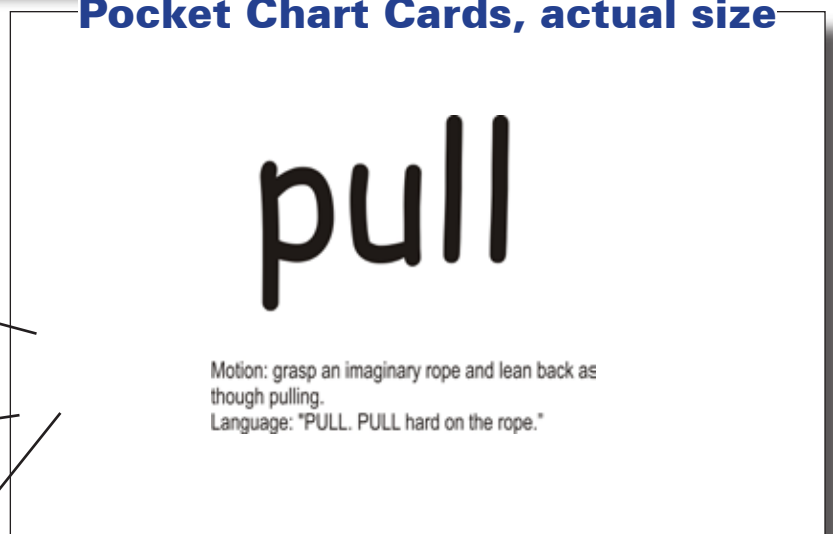 Pocket Chart Cards, actual size
pull
Motion: grasp an imaginary rope and lean back as
though pulling.
Language: "PULL. PULL hard on the rope."